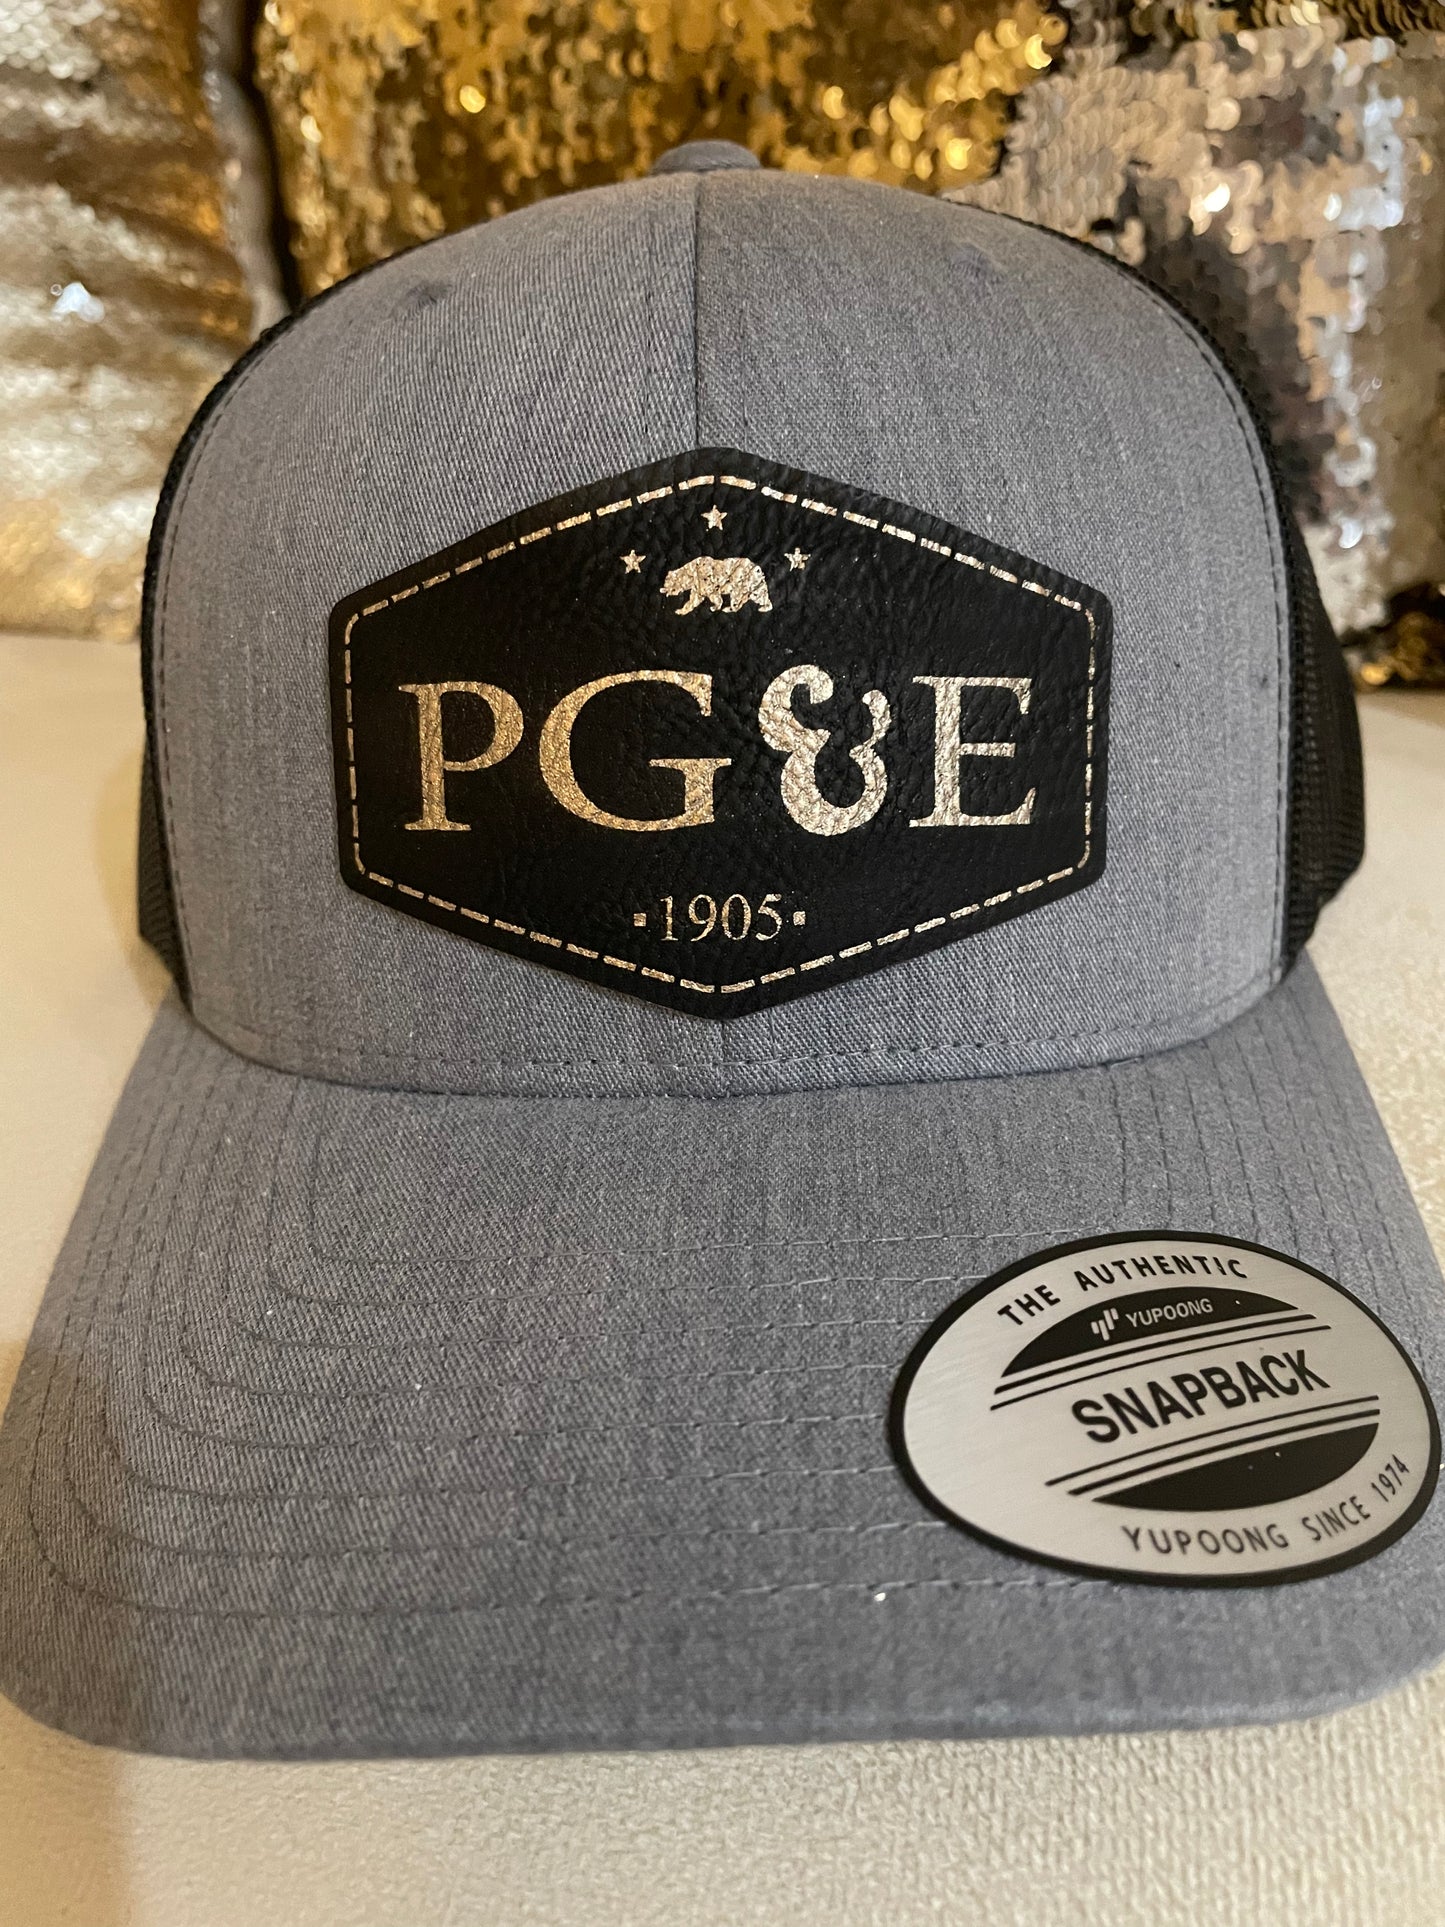 PG&E
·1905·
THE AUTHENTIC
YUPOONG
SNAPBACK
YUPOONG SINCE 1974